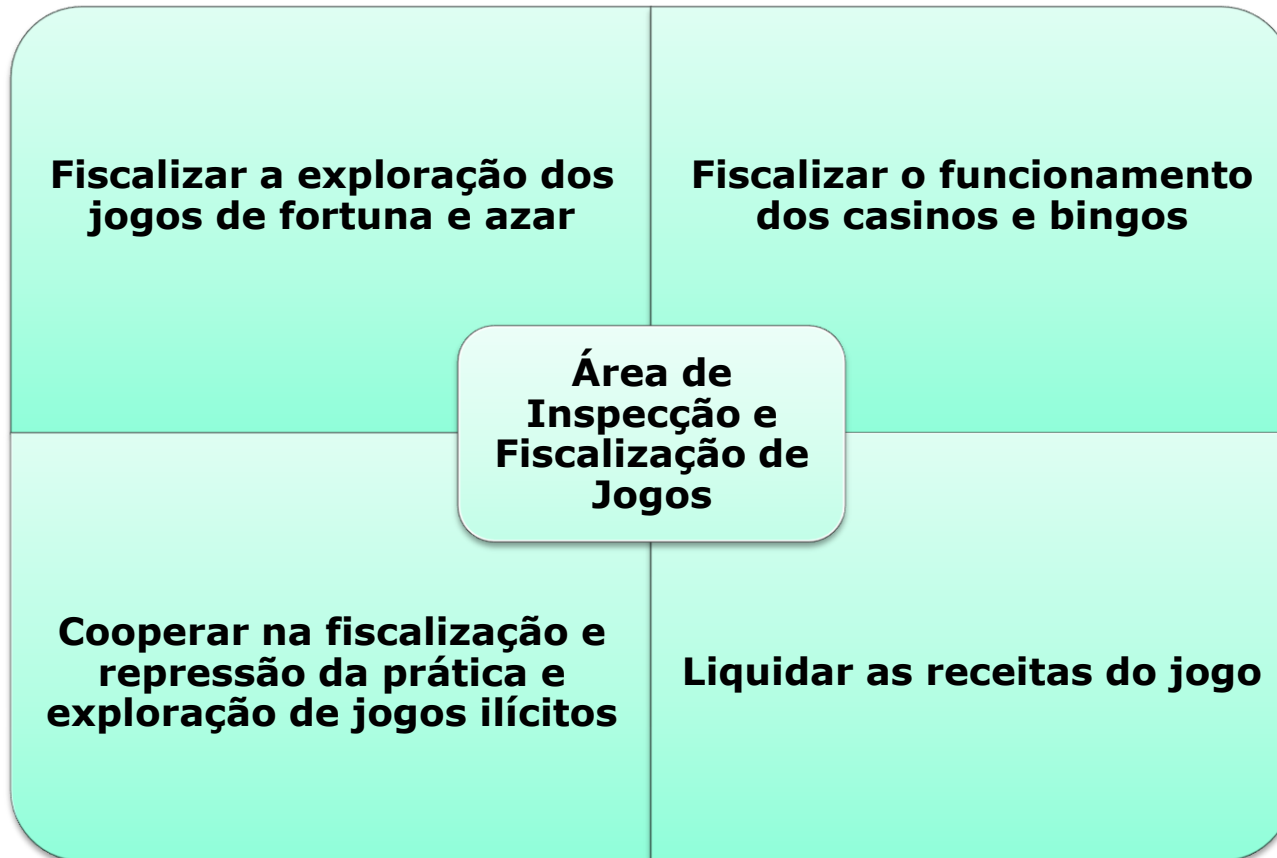 Fiscalizar a exploração dos
jogos de fortuna e azar
Fiscalizar o funcionamento
dos casinos e bingos
Área de
Inspecção e
Fiscalização de
Jogos
Cooperar na fiscalização e
repressão da prática e
exploração de jogos ilícitos
Liquidar as receitas do jogo